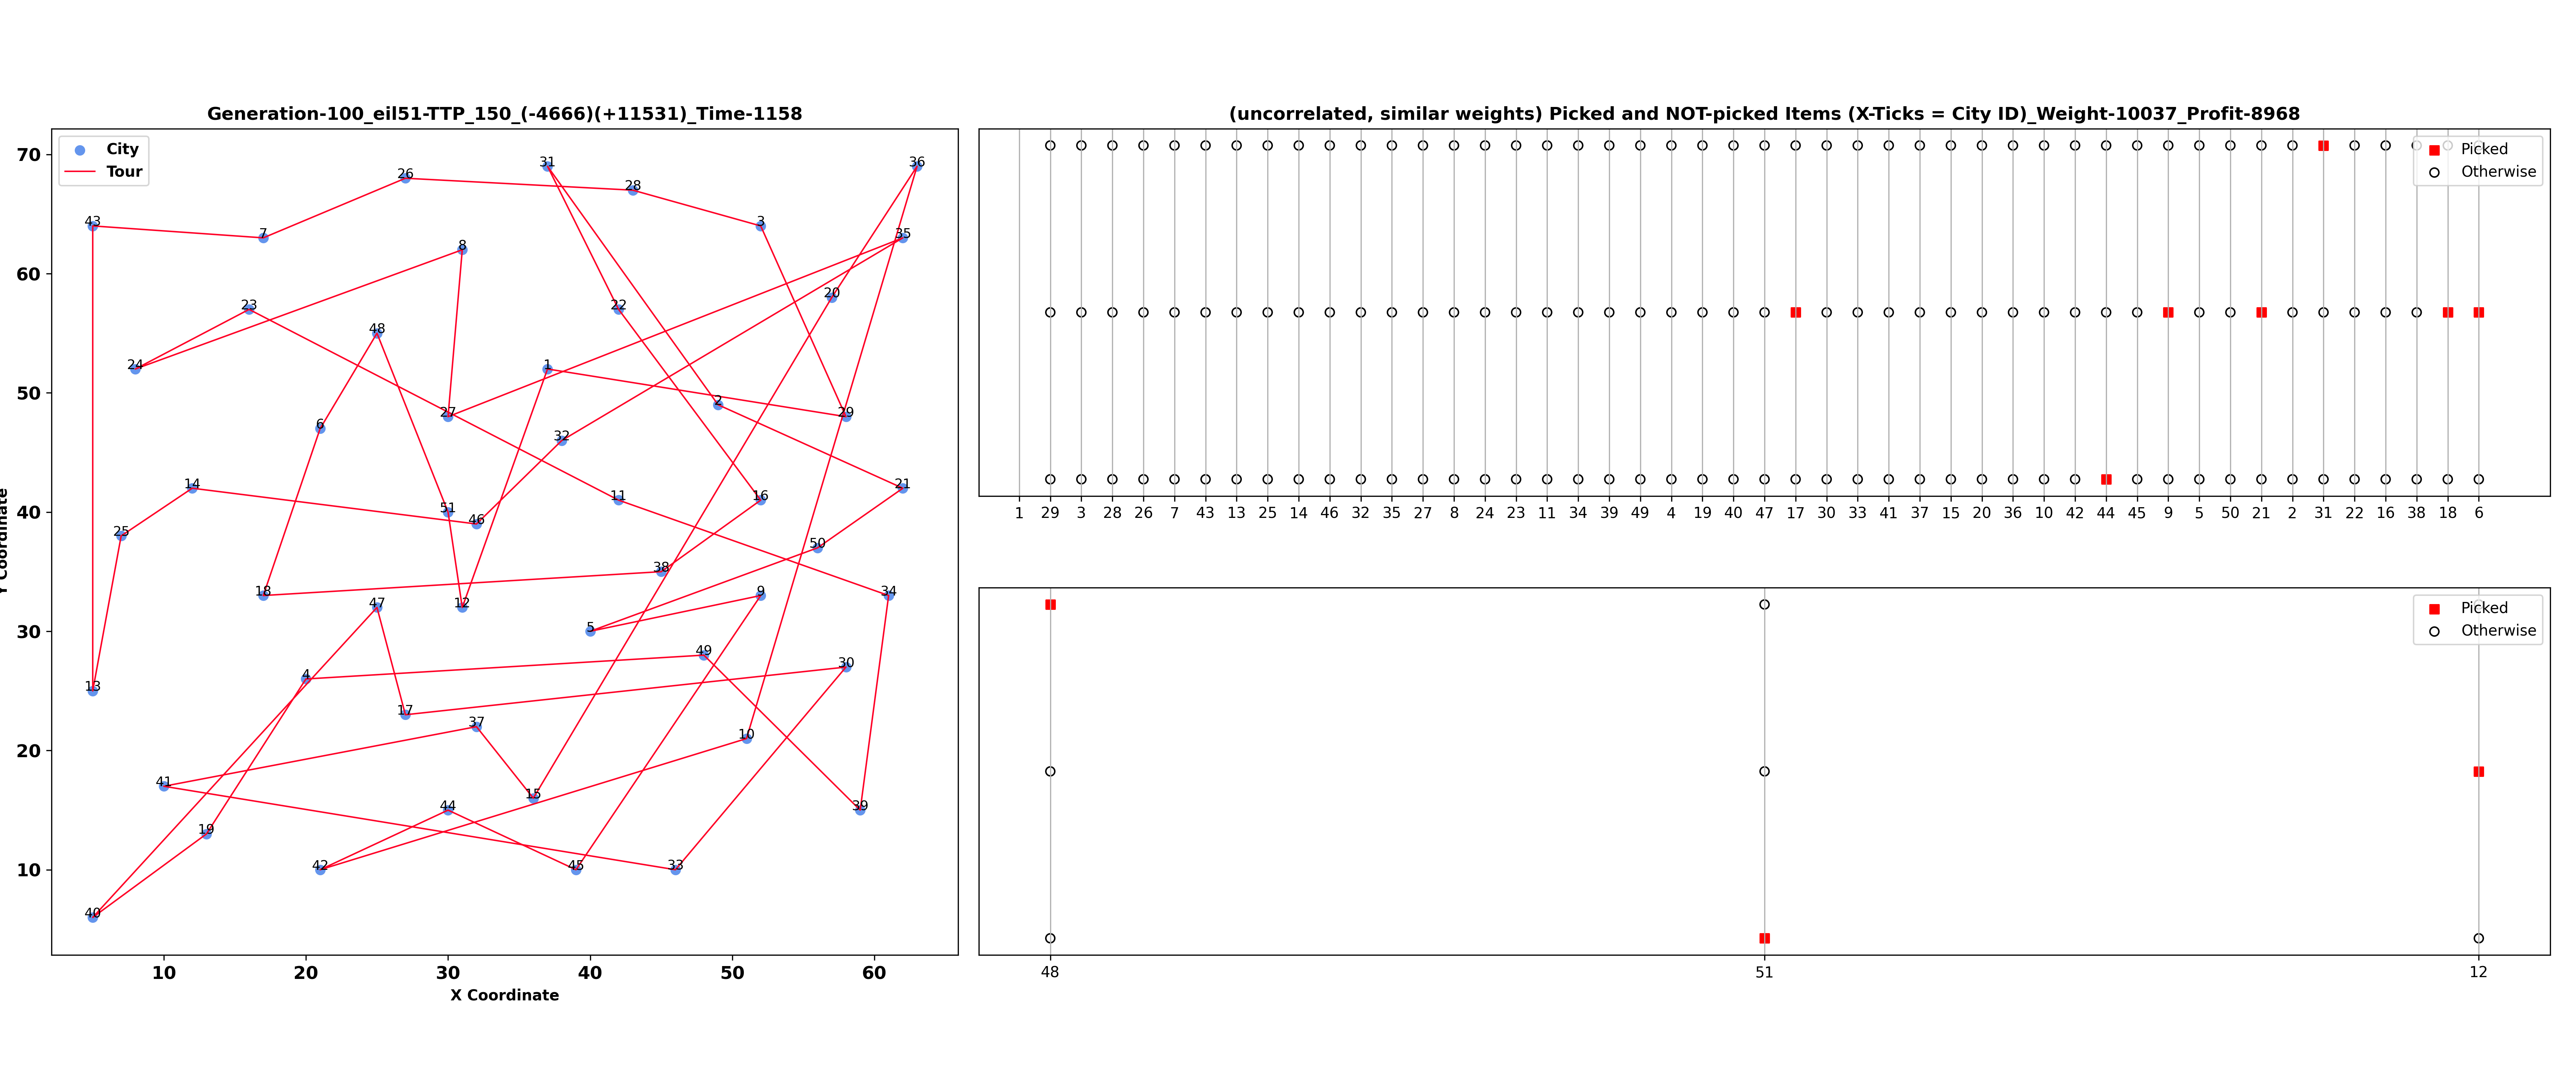 Generation-100_eil51-TTP_150_(-4666)(+11531)_Time-1158
City
Tour
70
60
50
40
30
20
10
Coordinate
10 20 30 40 50 60
X Coordinate
31 36
26
28
43 3
7 35
8
20
23 22
48
24 1
2
27 29
6
32
14 21
11 16
51 46
25
50
38
18 9 34
47 12
5
49
30
4
13
17
37
10
41
15
44 39
19
42 45 33
40
(uncorrelated, similar weights) Picked and NOT-picked Items (X-Ticks = City ID)_Weight-10037_Profit-8968
Picked
Otherwise
1 29 3 28 26 7 43 13 25 14 46 32 35 27 8 24 23 11 34 39 49 4 19 40 47 17 30 33 41 37 15 20 36 10 42 44 45 9 5 50 21 2 31 22 16 38 18 6
Picked
Otherwise
48 51 12